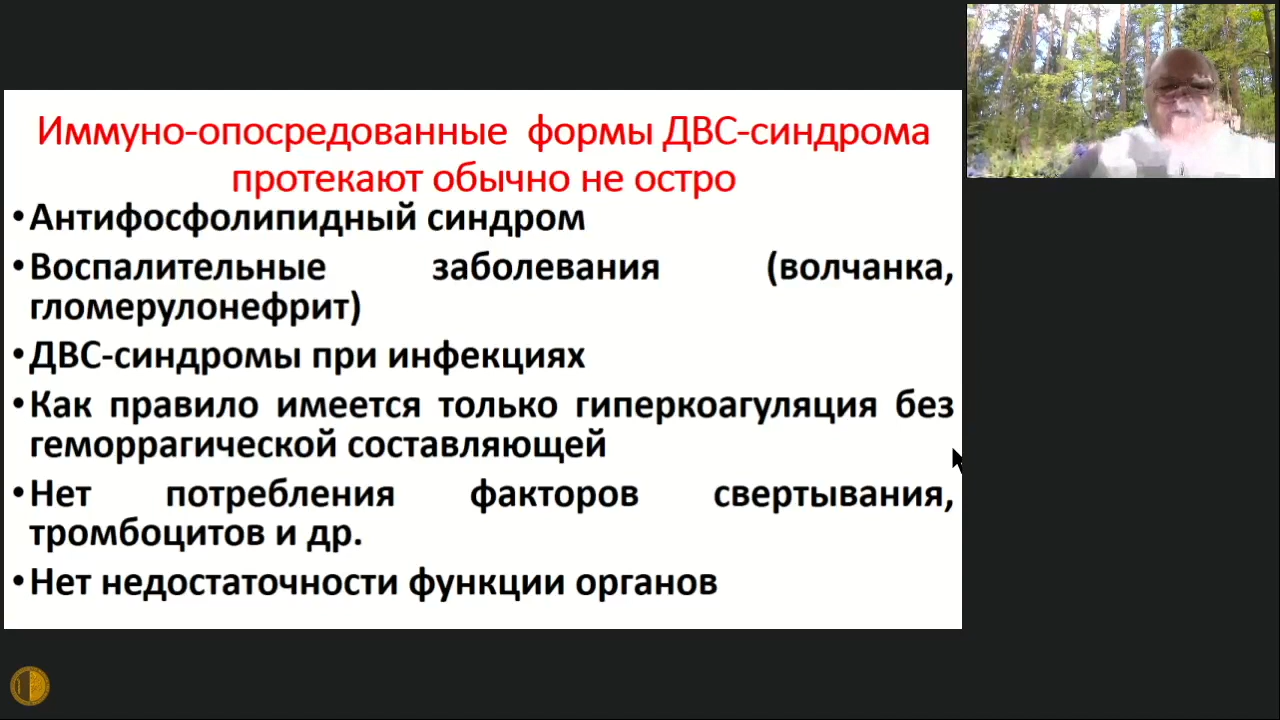 Иммуно-опосредованные формы ДВС-синдрома
протекают обычно не остро
•Антифосфолипидный синдром
•Воспалительные заболевания (волчанка,
гломерулонефрит)
•ДВС-синдромы при инфекциях
•Как правило имеется только гиперкоагуляция без
геморрагической составляющей
•Нет потребления факторов свертывания,
тромбоцитов и др.
•Нет недостаточности функции органов